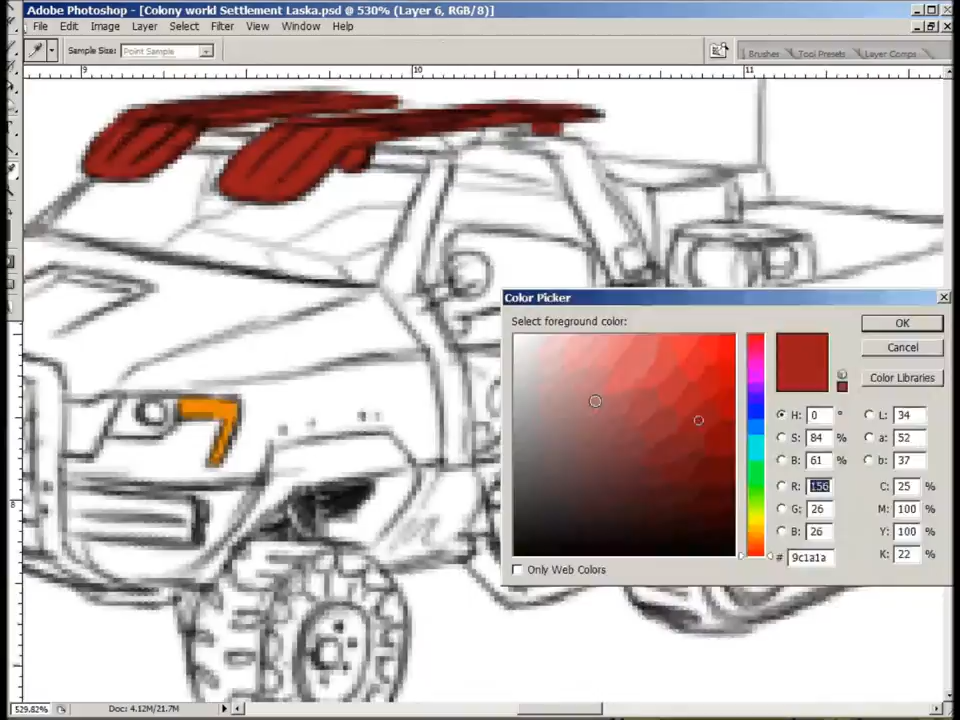 Adobe Photoshop - [Colony world Settlement Laska.psd @ 530% (Layer 6, RGB/8)]
File Edit Image Layer Select Filter View Window Help
Sample Size: Point Sample
Brushes Tool Presets Layer Comps
9 10 11
Color Picker
Select foreground color:
OK
Cancel
Color Libraries
H: 0 ° L: 34
S: 84 % a: 52
B: 61 % b: 37
R: 156 C: 25 %
G: 26 M: 100 %
B: 26 Y: 100 %
# 9c1a1a K: 22 %
Only Web Colors
8
529.82% Doc: 4.12M/21.7M